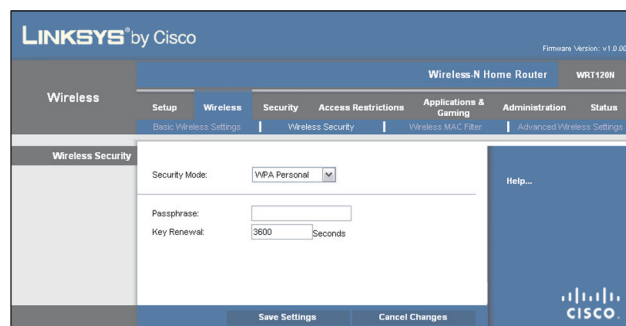 LINKSYS® by Cisco
Firmware Version: v1.0.00
Wireless-N Home Router WRT120N
Wireless
Setup Wireless Security Access Restrictions Applications & Gaming Administration Status
Basic Wireless Settings Wireless Security Wireless MAC Filter Advanced Wireless Settings
Wireless Security
Security Mode: WPA Personal
Help...
Passphrase:
Key Renewal: 3600 Seconds
Save Settings Cancel Changes
CISCO.